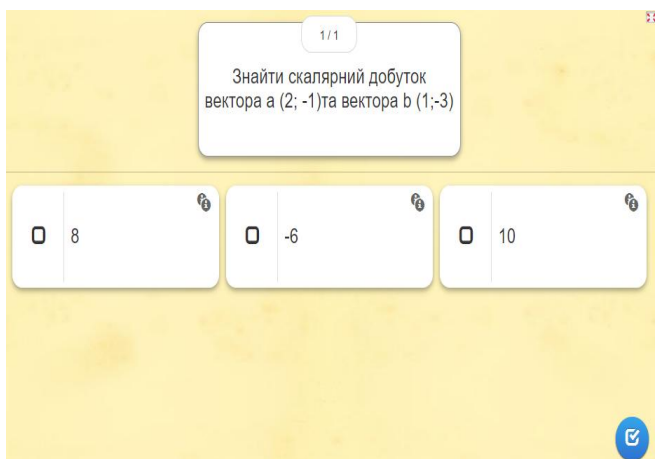 1 / 1
Знайти скалярний добуток
вектора a (2; -1)та вектора b (1;-3)
8
-6
10